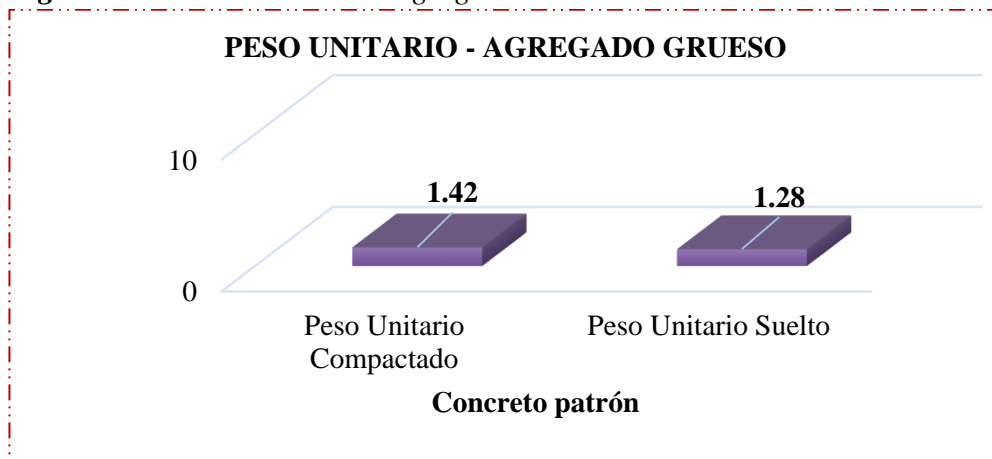 PESO UNITARIO - AGREGADO GRUESO
10
1.42
1.28
0
Peso Unitario
Compactado
Peso Unitario Suelto
Concreto patrón